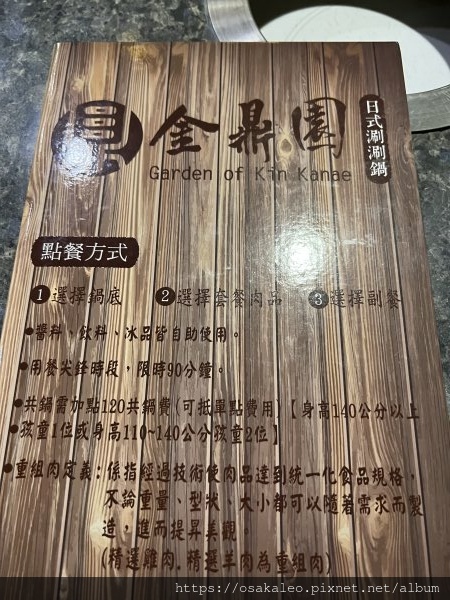 金鼎園
Garden of Kin Kanae
日式涮涮鍋
點餐方式
1 選擇鍋底 2 選擇套餐肉品 3 選擇副餐
●醬料、飲料、冰品皆自助使用。
●用餐尖鋒時段，限時90分鐘。
●共鍋需加點120共鍋費(可抵單點費用)【身高140公分以上
●孩童1位或身高110~140公分孩童2位】
●重組肉定義:係指經過技術使肉品達到統一化食品規格，
不論重量、型狀、大小都可以隨著需求而製
造，進而提昇美觀。
(精選雞肉.精選羊肉為重組肉)
https://osakaleo.pixnet.net/album